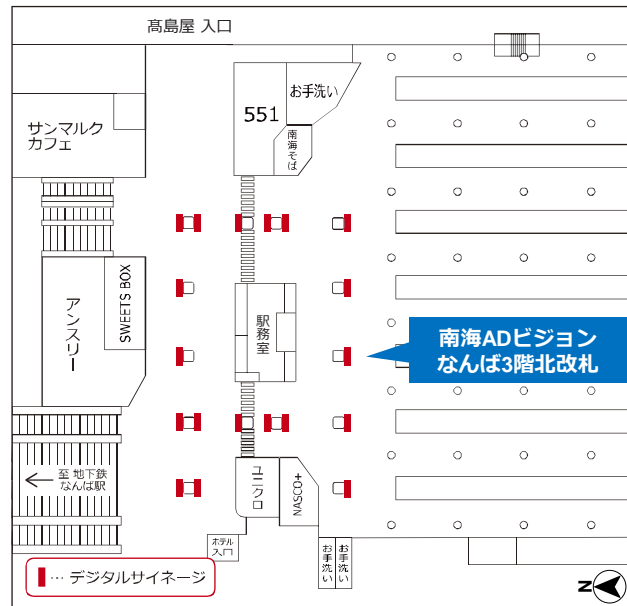 髙島屋 入口
お手洗い
551
南海そば
サンマルク
カフェ
SWEETS BOX
アンスリー
駅務室
南海ADビジョン
なんば3階北改札
至 地下鉄
なんば駅
ユニクロ
NASCO+
ホテル
入口
お手洗い
お手洗い
… デジタルサイネージ
N